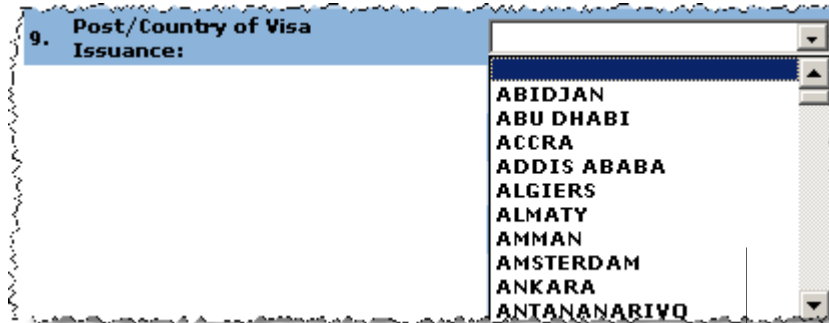 9. Post/Country of Visa
Issuance:
ABIDJAN
ABU DHABI
ACCRA
ADDIS ABABA
ALGIERS
ALMATY
AMMAN
AMSTERDAM
ANKARA
ANTANANARIVO